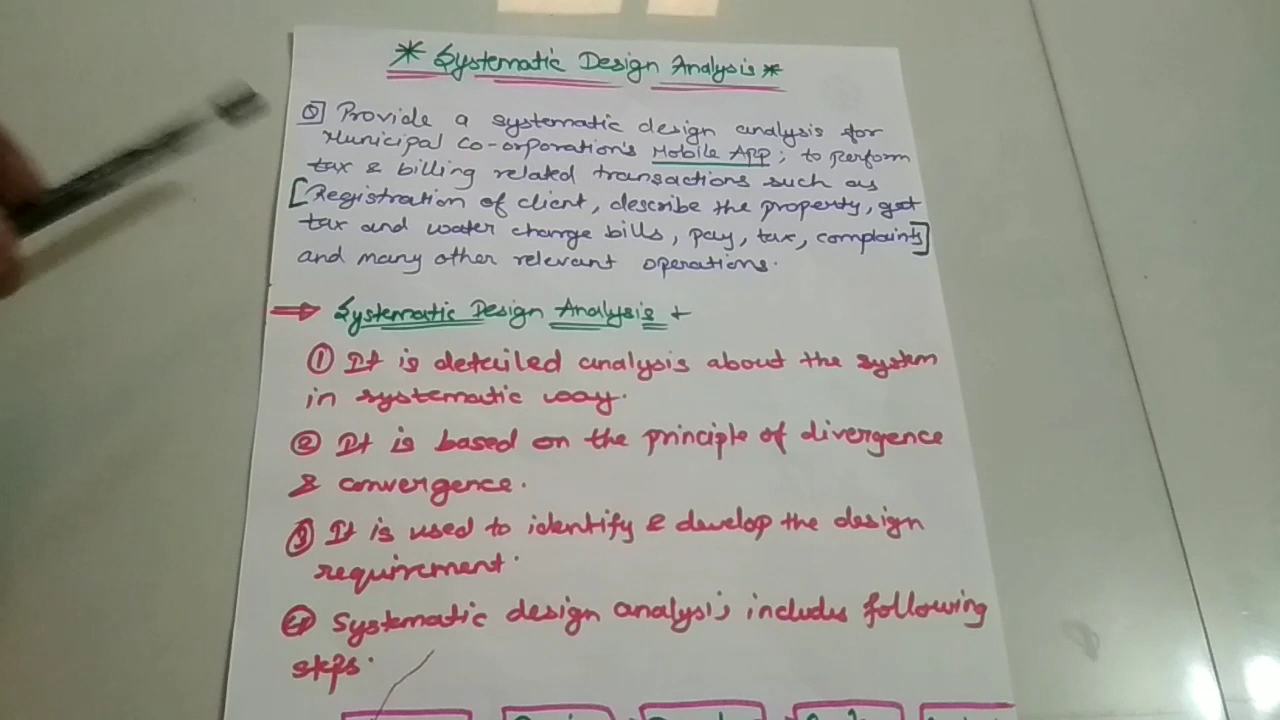 * Systematic Design Analysis *
Q] Provide a systematic design analysis for
Municipal Co-orporation's Mobile App; to perform
tax & billing related transactions such as
[Registration of client, describe the property, get
tax and water charge bills, pay, tax, complaints]
and many other relevant operations.
⇒ Systematic Design Analysis +
① It is detailed analysis about the system
in systematic way.
② It is based on the principle of divergence
& convergence.
③ It is used to identify & develop the design
requirement.
④ Systematic design analysis includes following
steps.